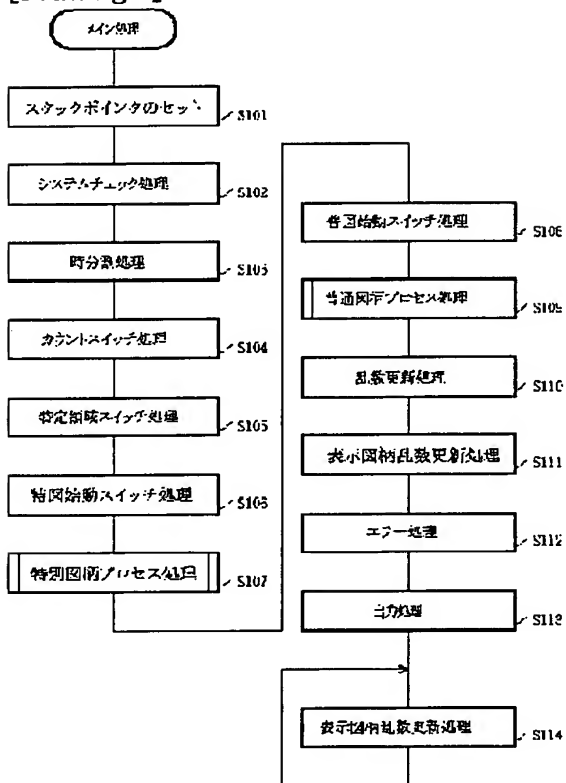 メイン処理
スタックポインタのセット
S101
システムチェック処理
S102
時分割処理
S103
カウントスイッチ処理
S104
特定領域スイッチ処理
S105
特図始動スイッチ処理
S106
特別図柄プロセス処理
S107
普図始動スイッチ処理
S108
普通図柄プロセス処理
S109
乱数更新処理
S110
表示図柄乱数更新処理
S111
エラー処理
S112
出力処理
S113
表示図柄乱数更新処理
S114